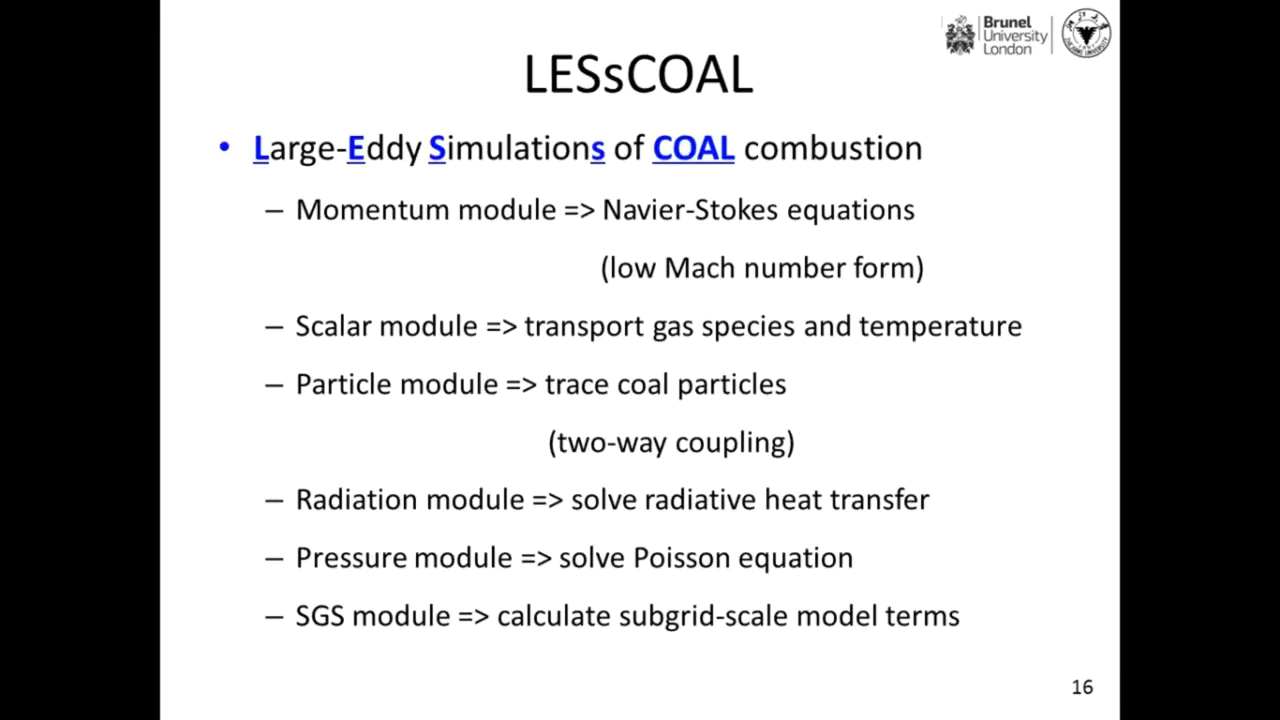 Brunel
University
London
LESsCOAL
• Large-Eddy Simulations of COAL combustion
– Momentum module => Navier-Stokes equations
(low Mach number form)
– Scalar module => transport gas species and temperature
– Particle module => trace coal particles
(two-way coupling)
– Radiation module => solve radiative heat transfer
– Pressure module => solve Poisson equation
– SGS module => calculate subgrid-scale model terms
16